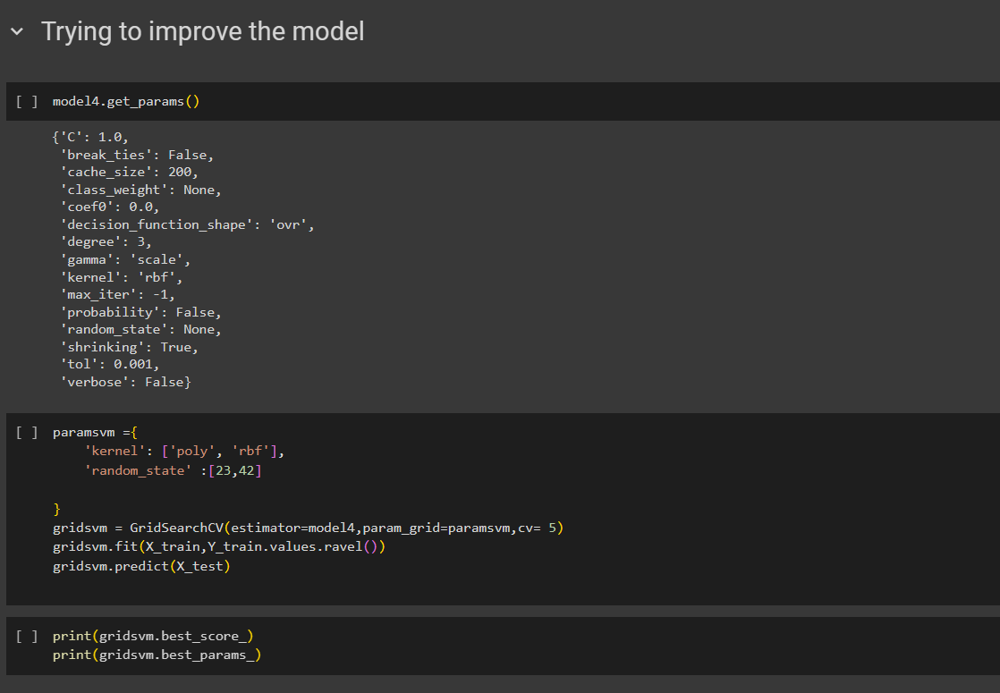 Trying to improve the model
[ ] model4.get_params()
{'C': 1.0,
'break_ties': False,
'cache_size': 200,
'class_weight': None,
'coef0': 0.0,
'decision_function_shape': 'ovr',
'degree': 3,
'gamma': 'scale',
'kernel': 'rbf',
'max_iter': -1,
'probability': False,
'random_state': None,
'shrinking': True,
'tol': 0.001,
'verbose': False}
[ ] paramsvm ={
'kernel': ['poly', 'rbf'],
'random_state' :[23,42]
}
gridsvm = GridSearchCV(estimator=model4,param_grid=paramsvm,cv= 5)
gridsvm.fit(X_train,Y_train.values.ravel())
gridsvm.predict(X_test)
[ ] print(gridsvm.best_score_)
print(gridsvm.best_params_)